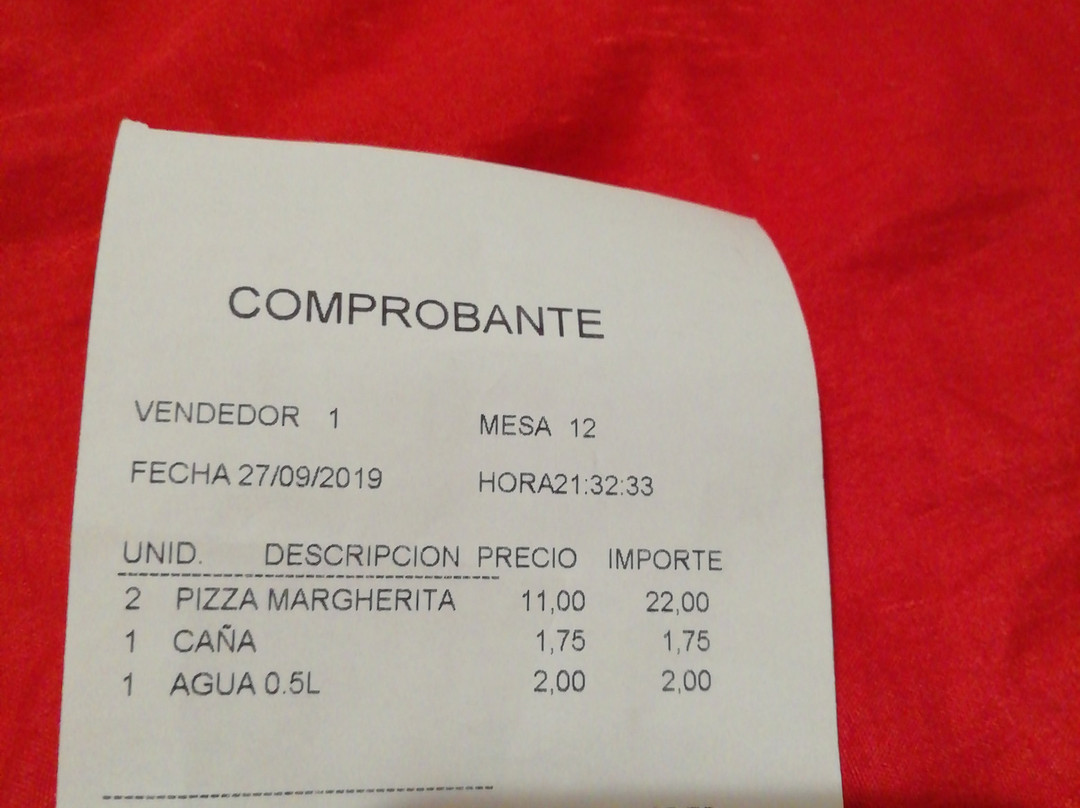 COMPROBANTE
VENDEDOR 1 MESA 12
FECHA 27/09/2019 HORA21:32:33
UNID. DESCRIPCION PRECIO IMPORTE
2 PIZZA MARGHERITA 11,00 22,00
1 CAÑA 1,75 1,75
1 AGUA 0.5L 2,00 2,00